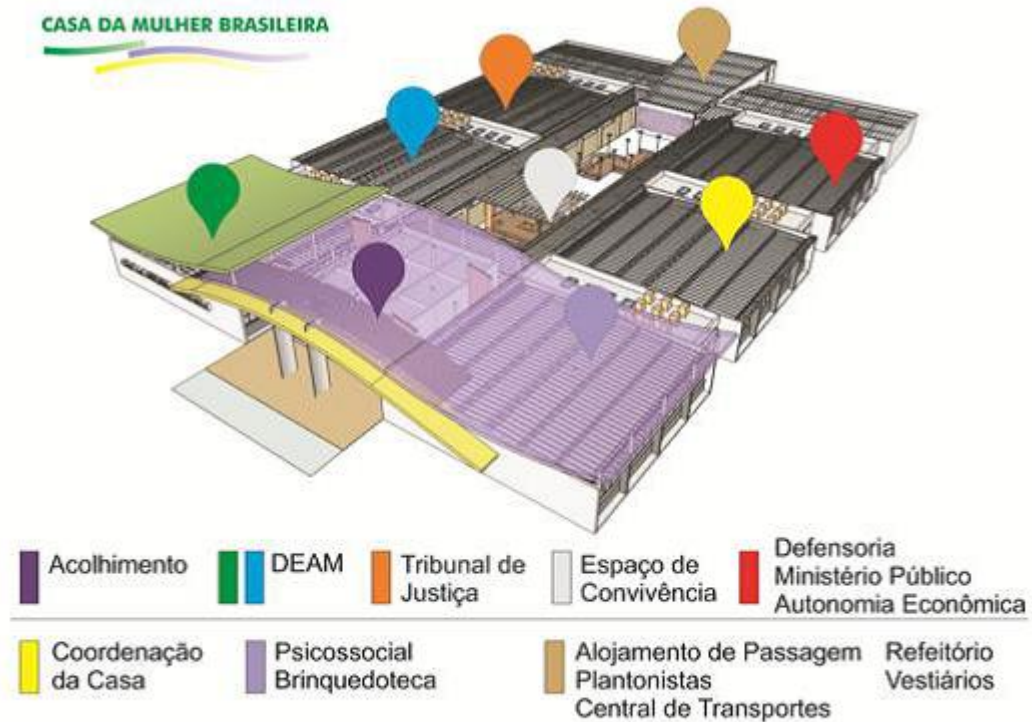 CASA DA MULHER BRASILEIRA
Acolhimento
DEAM
Tribunal de
Justiça
Espaço de
Convivência
Defensoria
Ministério Público
Autonomia Econômica
Coordenação
da Casa
Psicossocial
Brinquedoteca
Alojamento de Passagem
Plantonistas
Central de Transportes
Refeitório
Vestiários